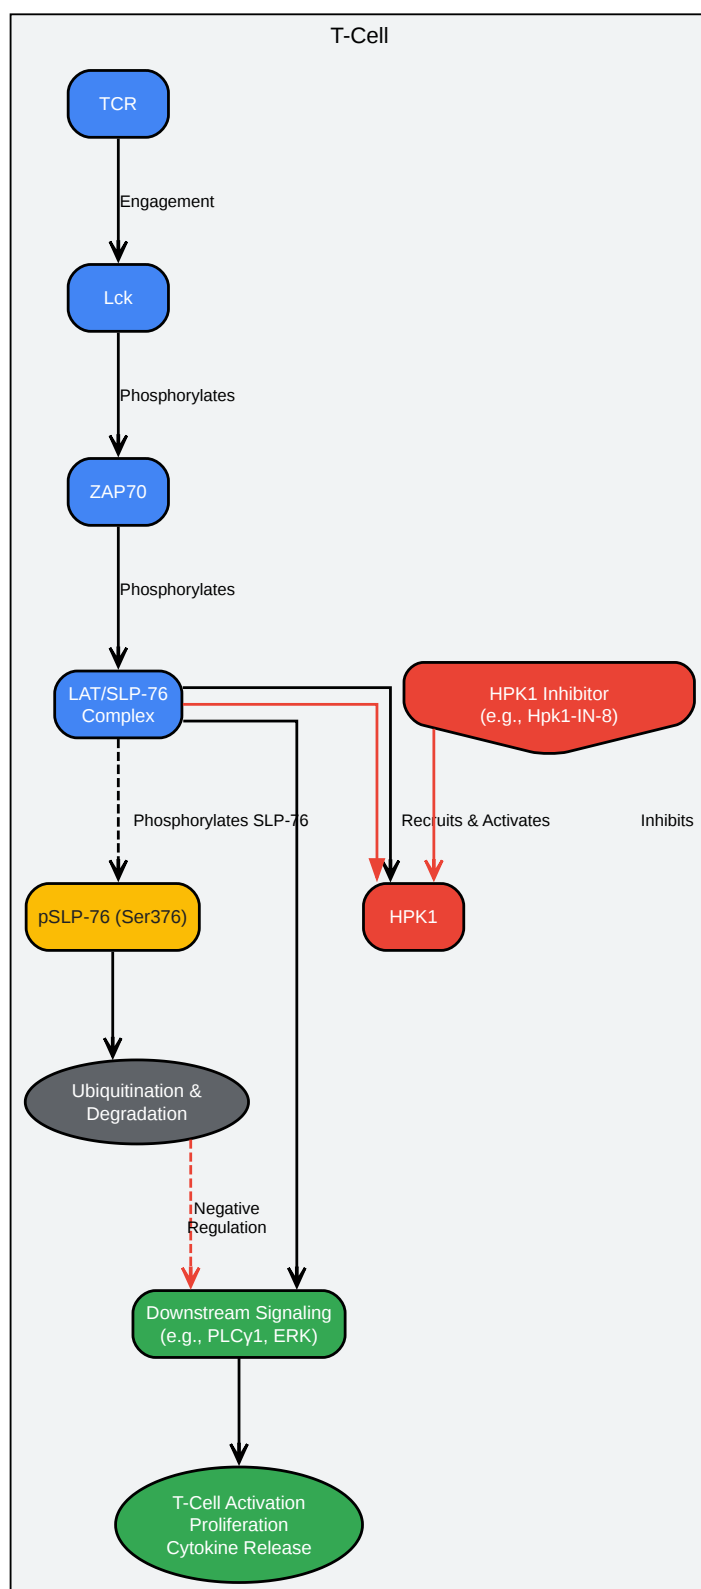 T-Cell
TCR
Engagement
Lck
Phosphorylates
ZAP70
Phosphorylates
LAT/SLP-76
Complex
HPK1 Inhibitor
(e.g., Hpk1-IN-8)
Phosphorylates SLP-76
Recruits & Activates
Inhibits
pSLP-76 (Ser376)
HPK1
Ubiquitination &
Degradation
Negative
Regulation
Downstream Signaling
(e.g., PLCγ1, ERK)
T-Cell Activation
Proliferation
Cytokine Release